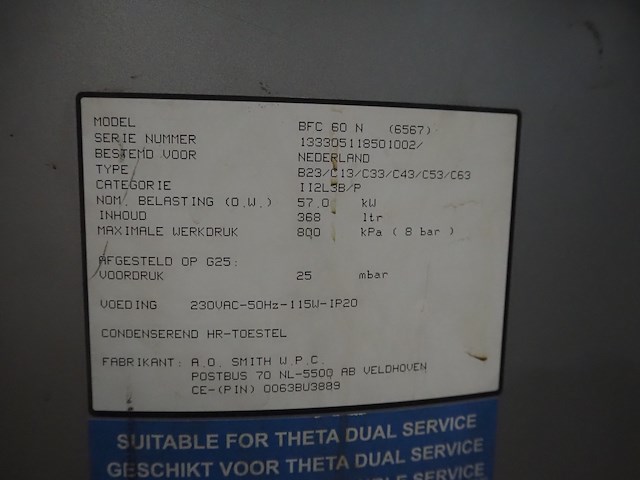 MODEL BFC 60 N (6567)
SERIE NUMMER 133305118501002/
BESTEMD VOOR NEDERLAND
TYPE B23/C13/C33/C43/C53/C63
CATEGORIE II2L3B/P
NOM. BELASTING (O.W.) 57.0 kW
INHOUD 368 ltr
MAXIMALE WERKDRUK 800 kPa ( 8 bar )
AFGESTELD OP G25:
VOORDRUK 25 mbar
VOEDING 230VAC-50Hz-115W-IP20
CONDENSEREND HR-TOESTEL
FABRIKANT: A.O. SMITH W.P.C.
POSTBUS 70 NL-5500 AB VELDHOVEN
CE-(PIN) 0063BU3889
SUITABLE FOR THETA DUAL SERVICE
GESCHIKT VOOR THETA DUAL SERVICE
SERVICE